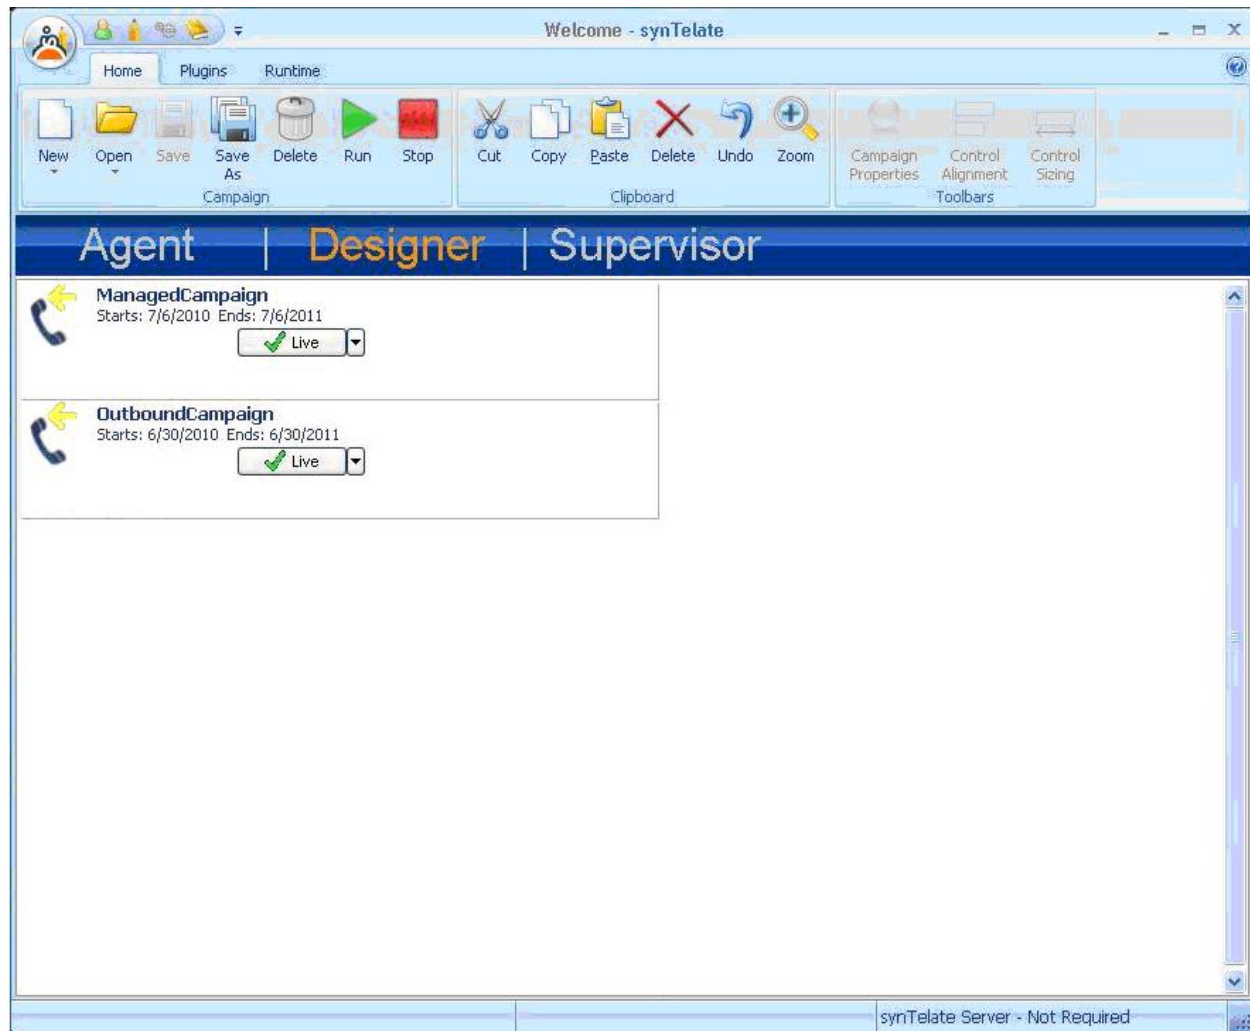 Welcome - synTelate
Home Plugins Runtime
New Open Save Save As Delete Run Stop Cut Copy Paste Delete Undo Zoom Campaign Properties Control Alignment Control Sizing
Campaign Clipboard Toolbars
Agent | Designer | Supervisor
ManagedCampaign
Starts: 7/6/2010 Ends: 7/6/2011
Live
OutboundCampaign
Starts: 6/30/2010 Ends: 6/30/2011
Live
synTelate Server - Not Required